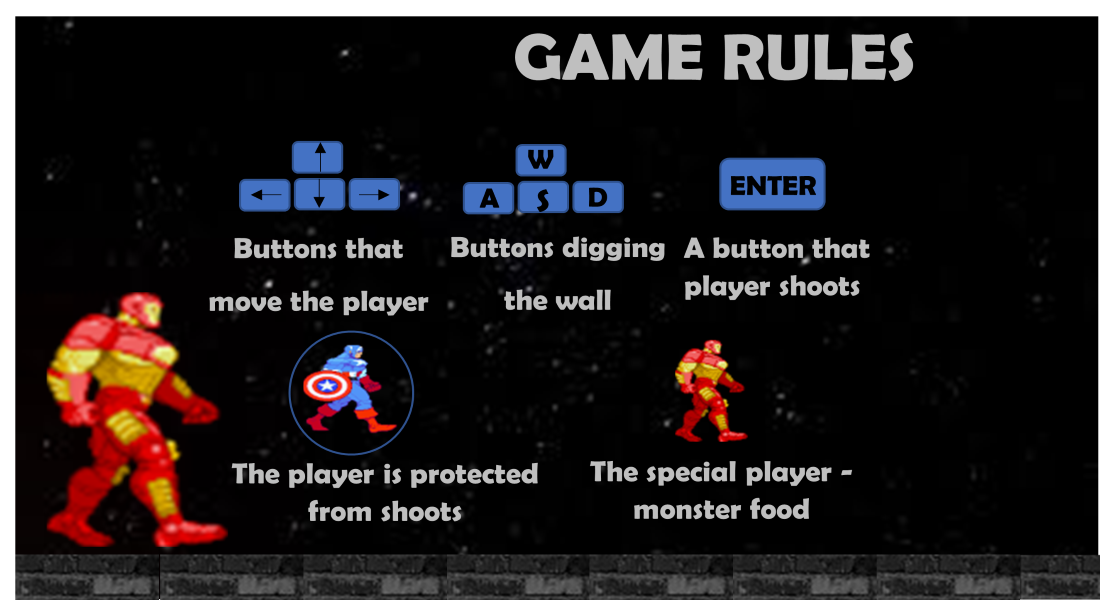 GAME RULES
W
A S D
ENTER
Buttons that
move the player
Buttons digging
the wall
A button that
player shoots
The player is protected
from shoots
The special player -
monster food